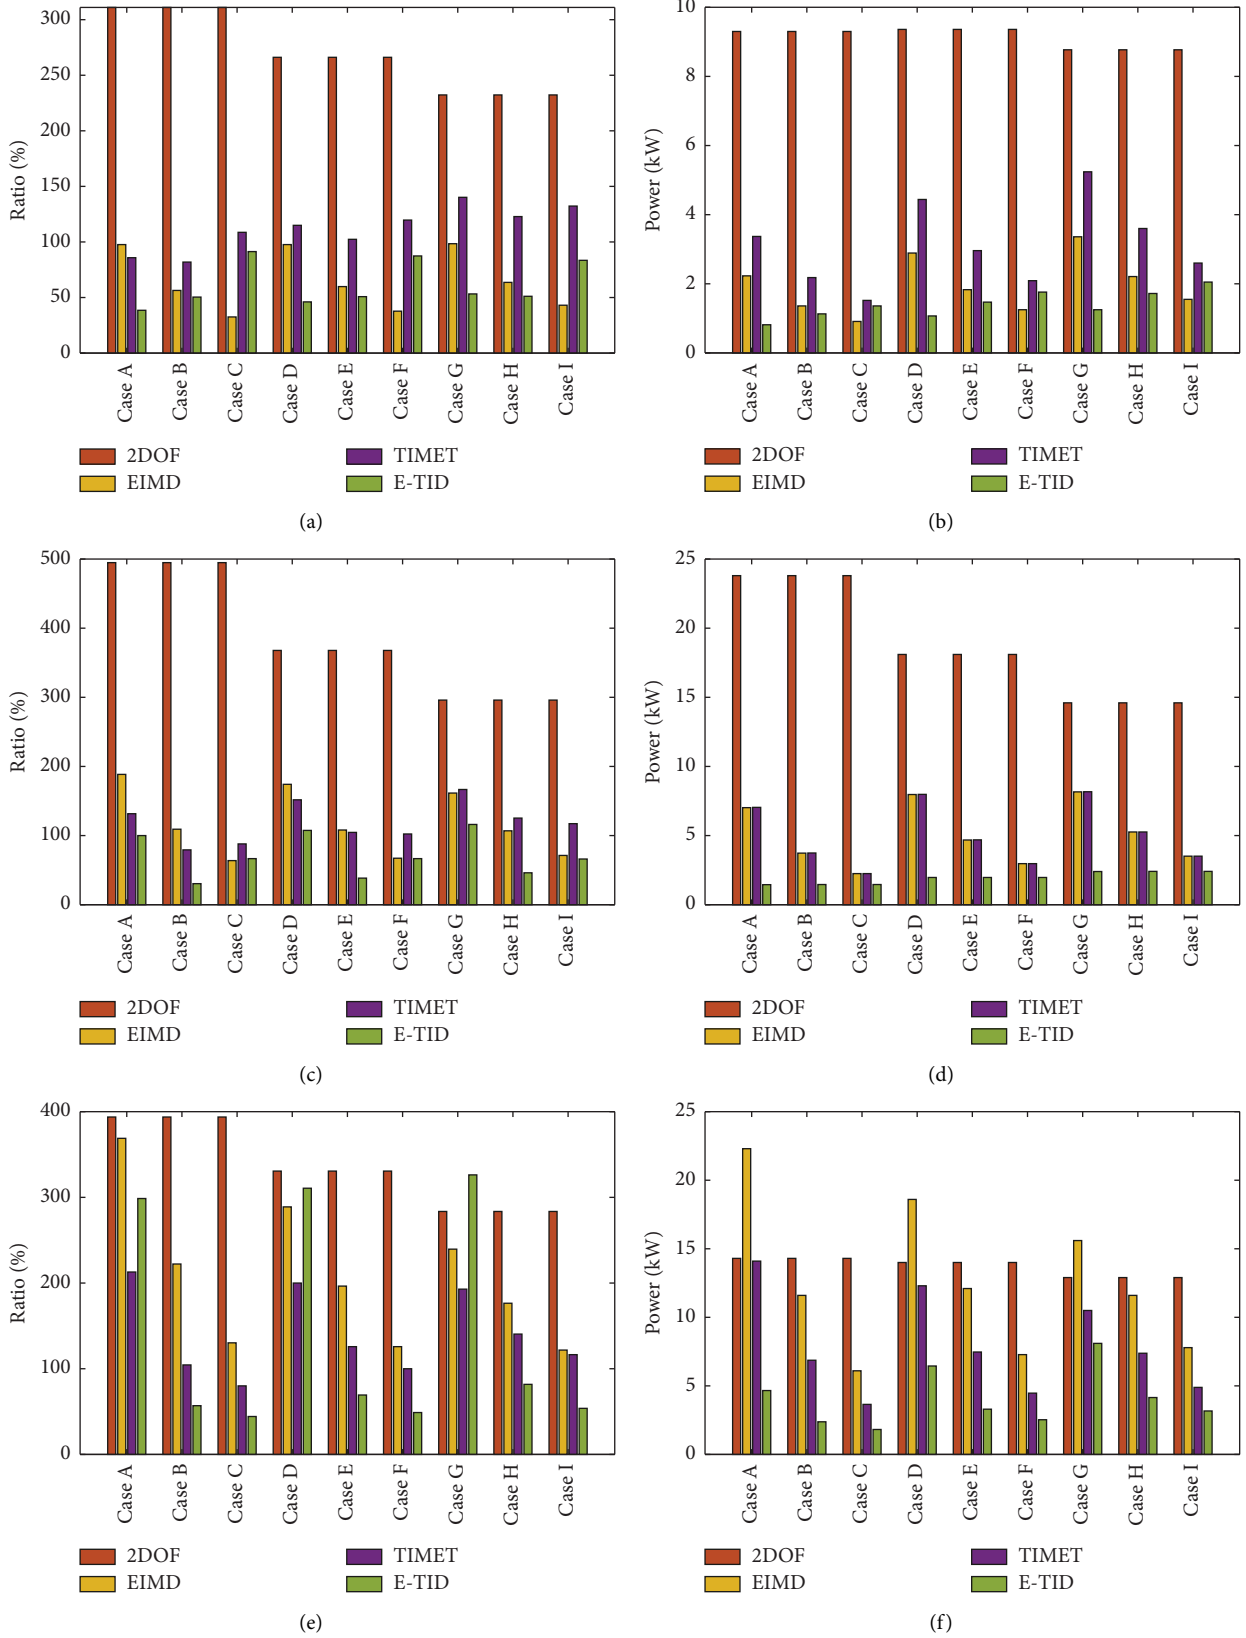 300
250
200
150
100
50
0
Ratio (%)
Case A
Case B
Case C
Case D
Case E
Case F
Case G
Case H
Case I
2DOF
EIMD
TIMET
E-TID
(a)
10
8
6
4
2
0
Power (kW)
Case A
Case B
Case C
Case D
Case E
Case F
Case G
Case H
Case I
2DOF
EIMD
TIMET
E-TID
(b)
500
400
300
200
100
0
Ratio (%)
Case A
Case B
Case C
Case D
Case E
Case F
Case G
Case H
Case I
2DOF
EIMD
TIMET
E-TID
(c)
25
20
15
10
5
0
Power (kW)
Case A
Case B
Case C
Case D
Case E
Case F
Case G
Case H
Case I
2DOF
EIMD
TIMET
E-TID
(d)
400
300
200
100
0
Ratio (%)
Case A
Case B
Case C
Case D
Case E
Case F
Case G
Case H
Case I
2DOF
EIMD
TIMET
E-TID
(e)
25
20
15
10
5
0
Power (kW)
Case A
Case B
Case C
Case D
Case E
Case F
Case G
Case H
Case I
2DOF
EIMD
TIMET
E-TID
(f)